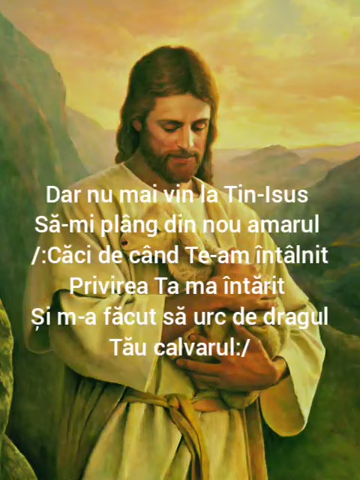 Dar nu mai vin la Tin-Isus
Să-mi plâng din nou amarul
/:Căci de când Te-am întâlnit
Privirea Ta ma întărit
Și m-a făcut să urc de dragul
Tău calvarul:/